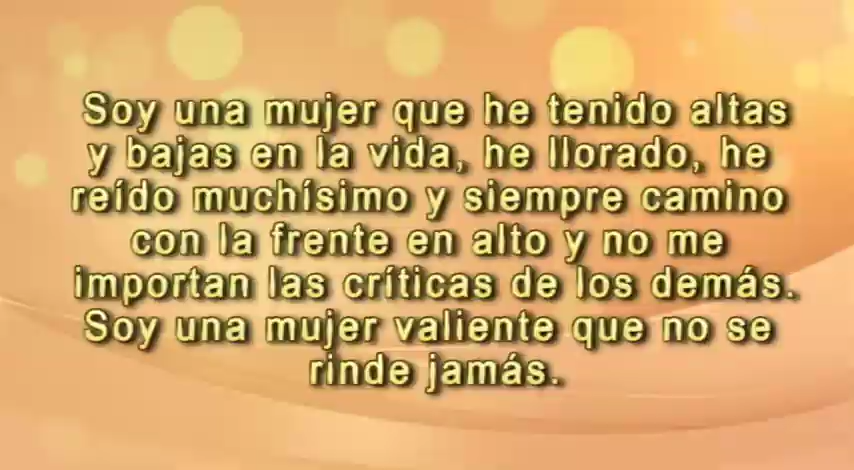 Soy una mujer que he tenido altas
y bajas en la vida, he llorado, he
reído muchísimo y siempre camino
con la frente en alto y no me
importan las críticas de los demás.
Soy una mujer valiente que no se
rinde jamás.